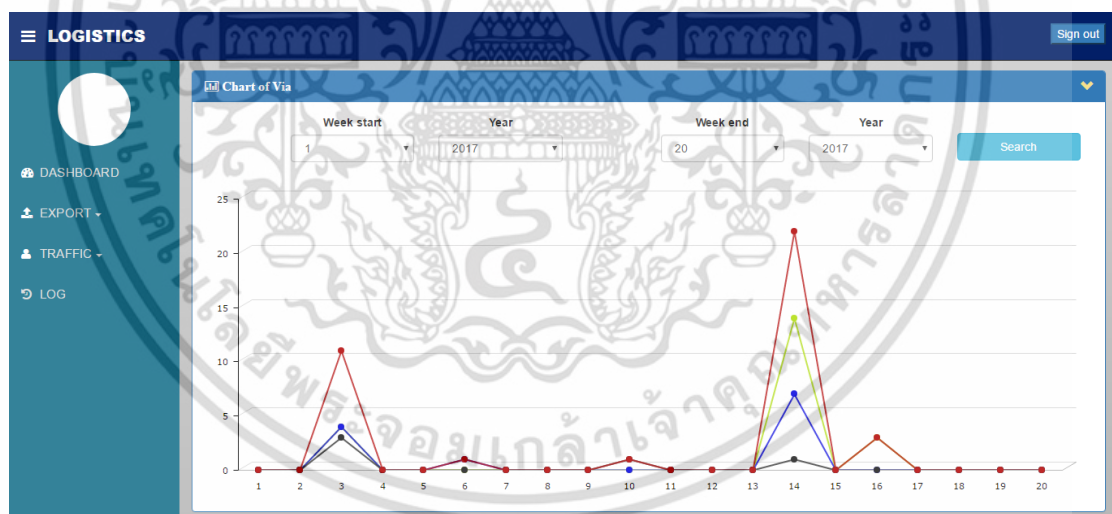 LOGISTICS
Sign out
Chart of Via
Week start Year Week end Year
1 2017 20 2017 Search
DASHBOARD
EXPORT
TRAFFIC
LOG
25
20
15
10
5
0
1 2 3 4 5 6 7 8 9 10 11 12 13 14 15 16 17 18 19 20